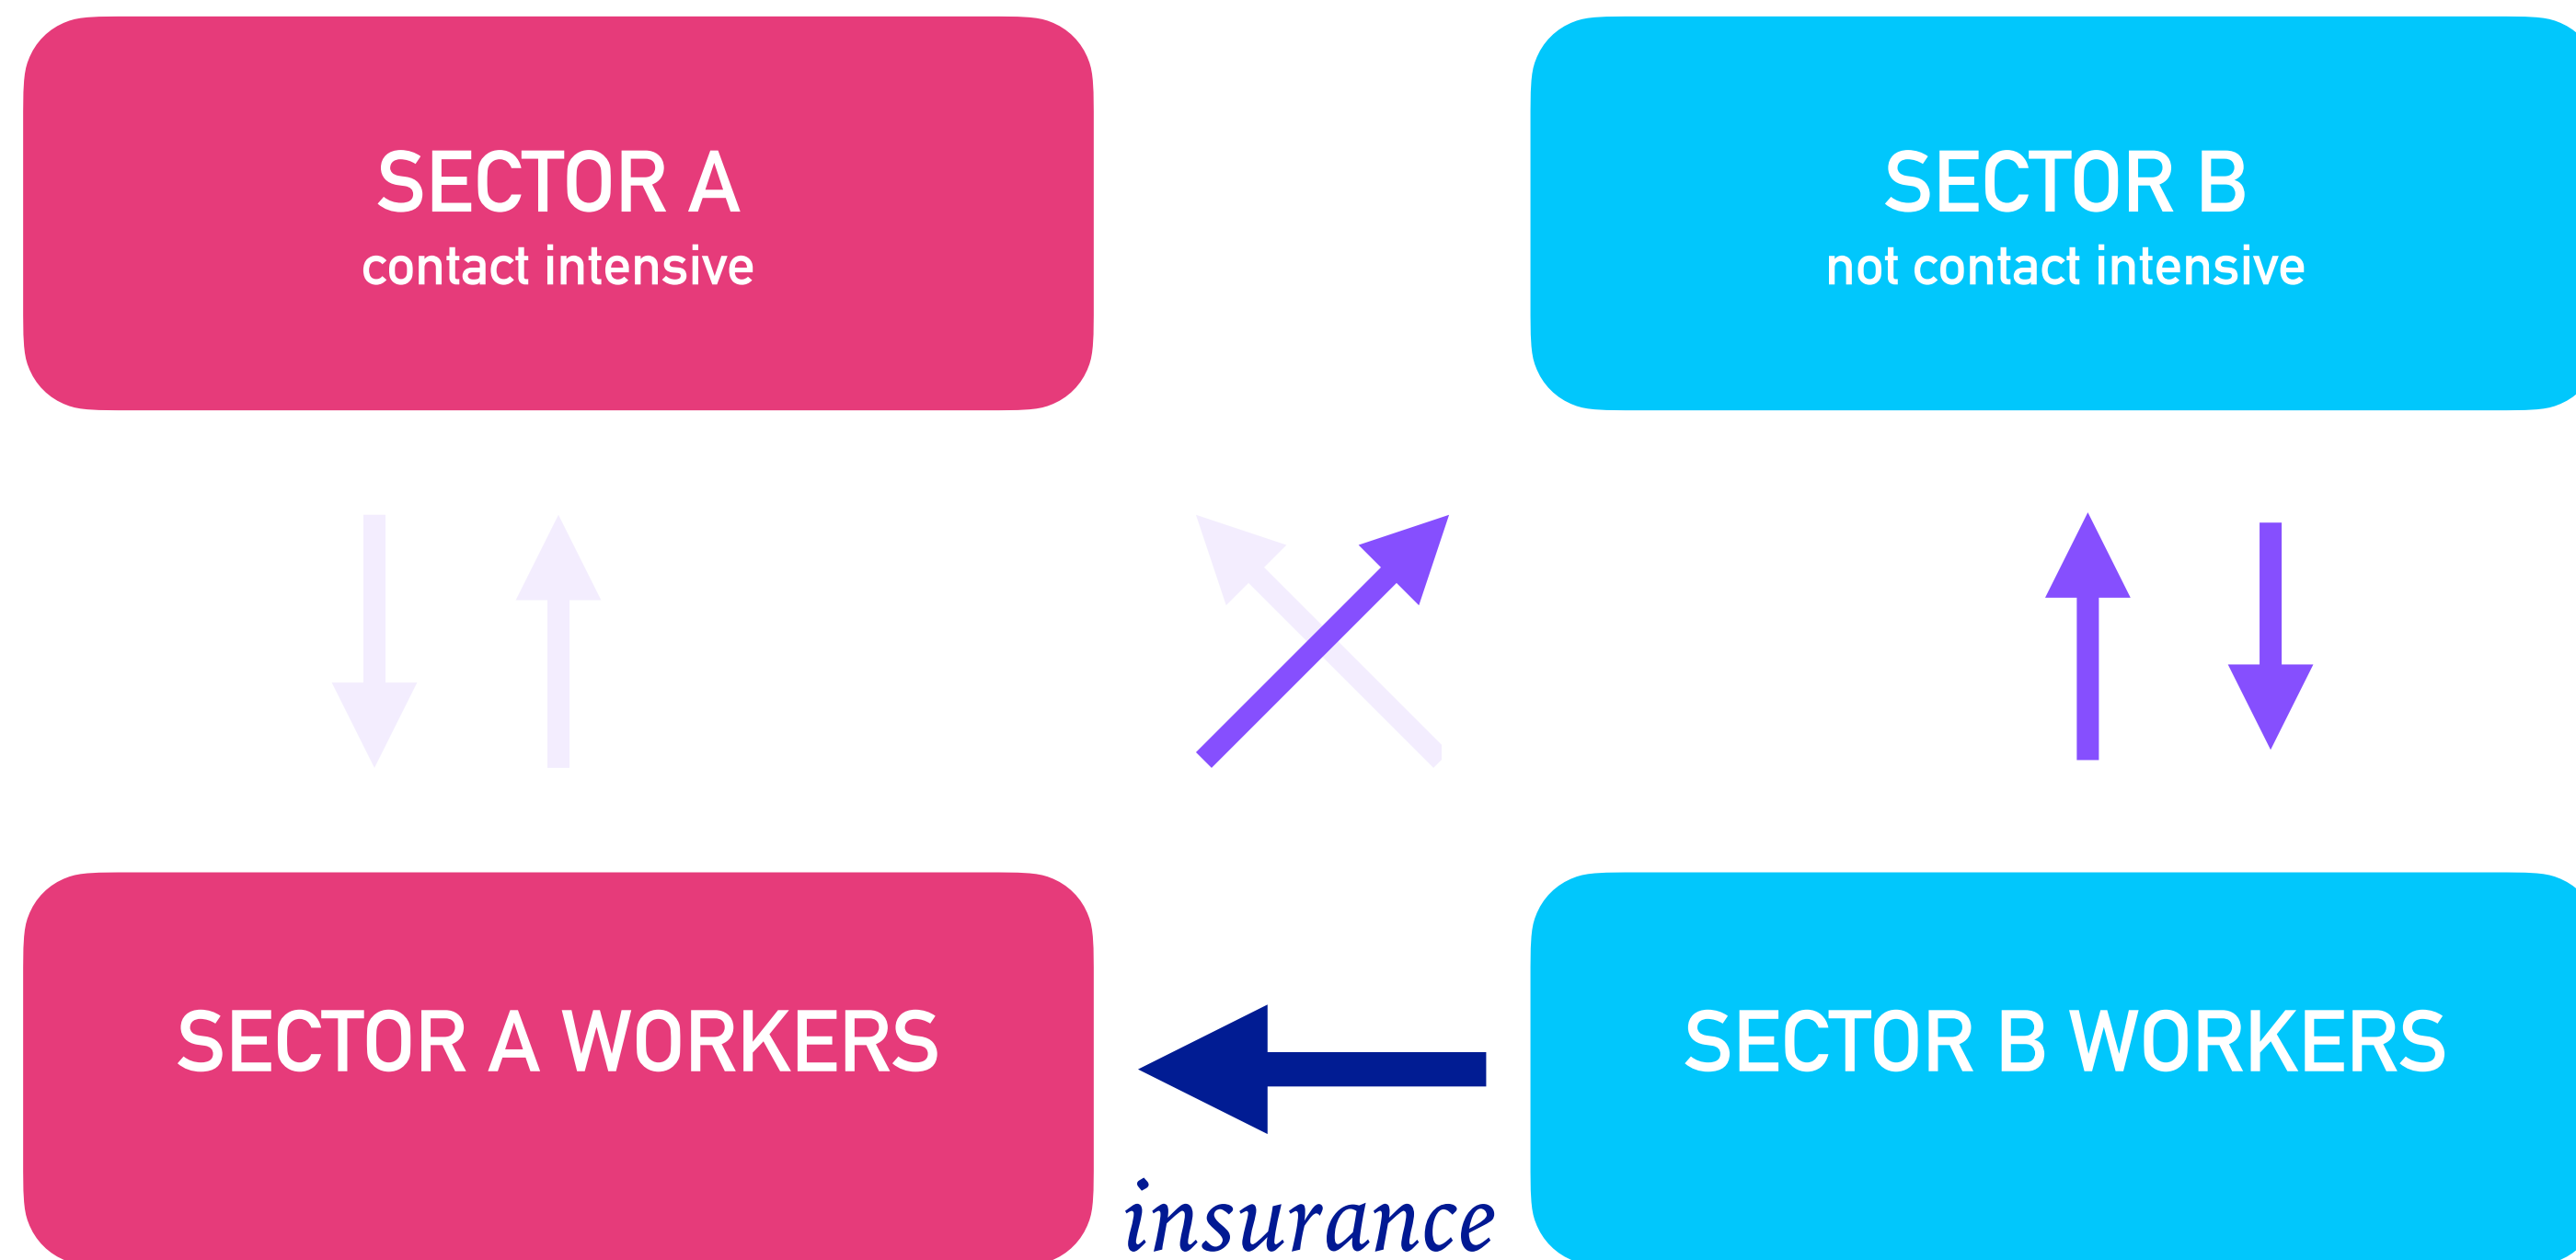 SECTOR A
contact intensive
SECTOR B
not contact intensive
SECTOR A WORKERS
SECTOR B WORKERS
insurance